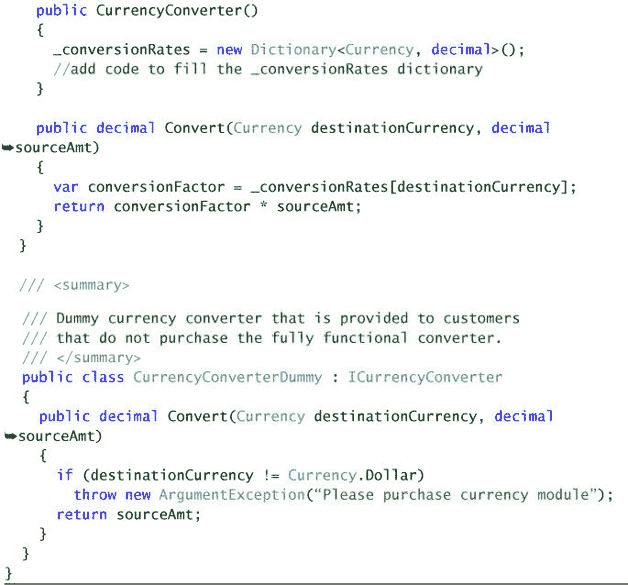 public CurrencyConverter()
{
_conversionRates = new Dictionary<Currency, decimal>();
//add code to fill the _conversionRates dictionary
}
public decimal Convert(Currency destinationCurrency, decimal
➥sourceAmt)
{
var conversionFactor = _conversionRates[destinationCurrency];
return conversionFactor * sourceAmt;
}
}
/// <summary>
/// Dummy currency converter that is provided to customers
/// that do not purchase the fully functional converter.
/// </summary>
public class CurrencyConverterDummy : ICurrencyConverter
{
public decimal Convert(Currency destinationCurrency, decimal
➥sourceAmt)
{
if (destinationCurrency != Currency.Dollar)
throw new ArgumentException(“Please purchase currency module”);
return sourceAmt;
}
}
}